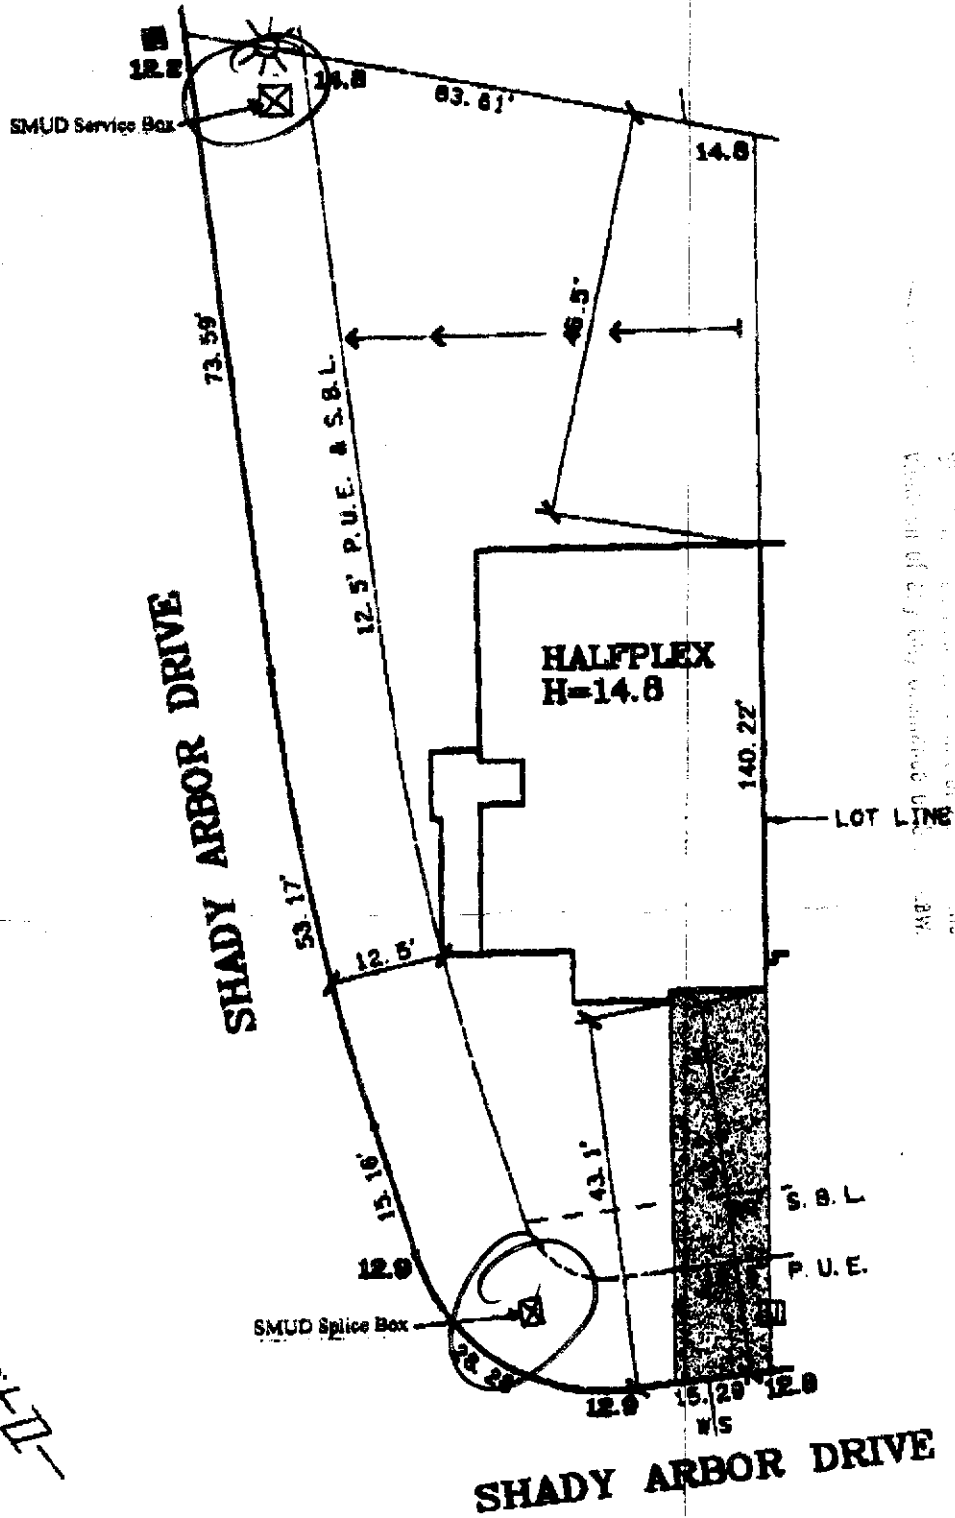 12.2
14.8
83.61'
SMUD Service Box
14.8
73.59'
46.5'
12.5' P.U.E. & S.B.L.
HALFPLEX
H=14.8
SHADY ARBOR DRIVE
140.22'
LOT LINE
53.17'
12.5'
43.1'
15.16'
S.B.L.
P.U.E.
12.9
SMUD Splice Box
12.9
15.29'
12.8
W S
SHADY ARBOR DRIVE